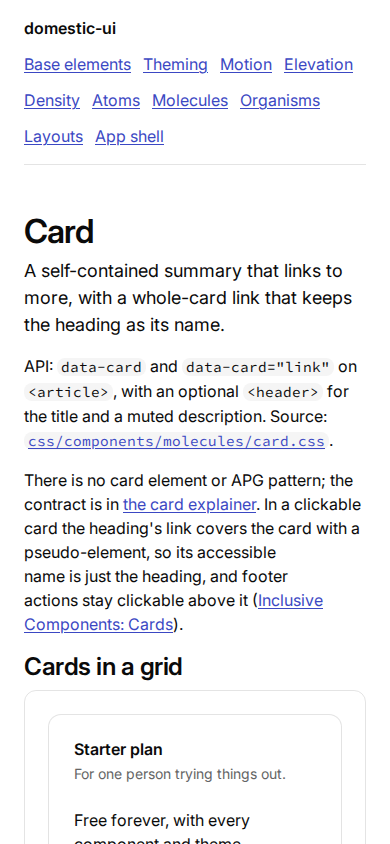 domestic-ui
Base elements Theming Motion Elevation
Density Atoms Molecules Organisms
Layouts App shell
Card
A self-contained summary that links to
more, with a whole-card link that keeps
the heading as its name.
API: data-card and data-card="link" on
<article>, with an optional <header> for
the title and a muted description. Source:
css/components/molecules/card.css.
There is no card element or APG pattern; the
contract is in the card explainer. In a clickable
card the heading's link covers the card with a
pseudo-element, so its accessible
name is just the heading, and footer
actions stay clickable above it (Inclusive
Components: Cards).
Cards in a grid
Starter plan
For one person trying things out.
Free forever, with every
component and theme